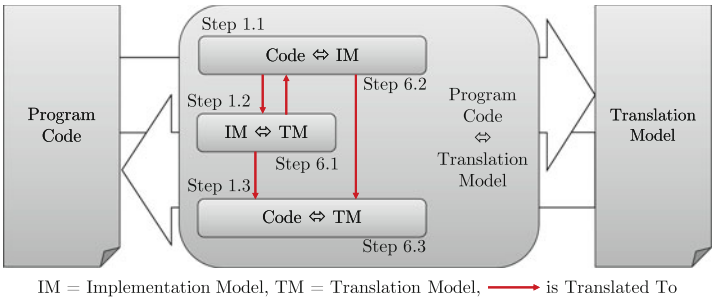 Step 1.1
Code ⇔ IM
Step 6.2
Step 1.2
IM ⇔ TM
Step 6.1
Step 1.3
Code ⇔ TM
Step 6.3
Program
Code
Program
Code
⇔
Translation
Model
Translation
Model
IM = Implementation Model, TM = Translation Model, is Translated To